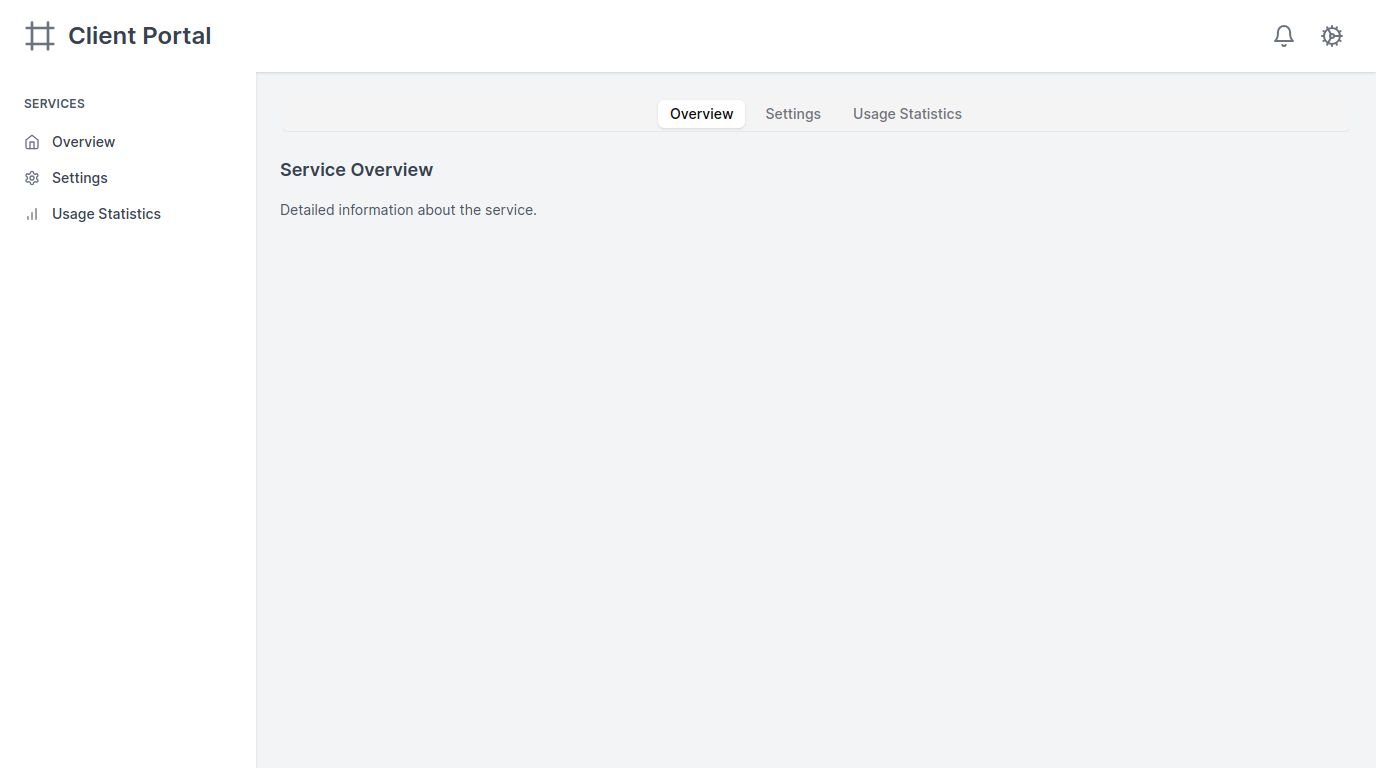 Client Portal
SERVICES
Overview
Settings
Usage Statistics
Overview Settings Usage Statistics
Service Overview
Detailed information about the service.